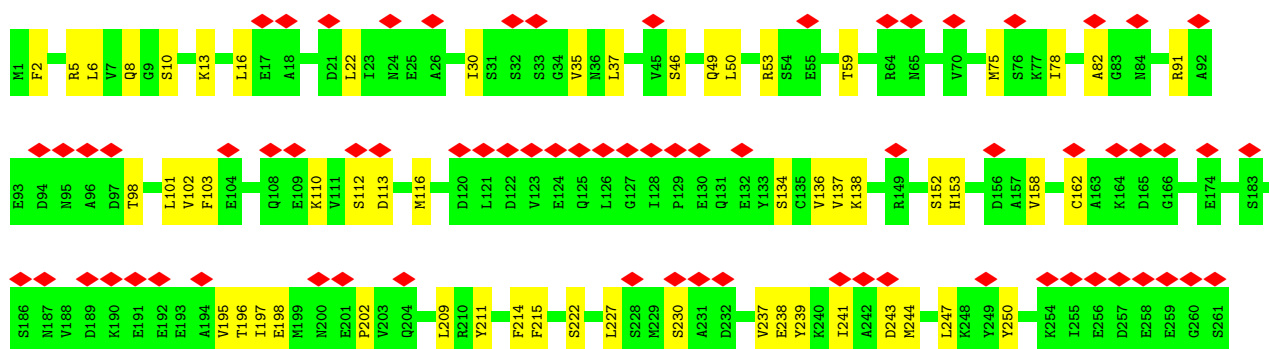 M1 F2 R5 L6 V7 Q8 G9 S10 K13 L16 E17 A18 D21 L22 I23 N24 E25 A26 I30 S31 S32 S33 G34 V35 N36 L37 V45 S46 Q49 L50 R53 S54 E55 T59 R64 N65 V70 M75 S76 K77 I78 A82 G83 N84 R91 A92
E93 D94 N95 A96 D97 T98 L101 V102 F103 E104 Q108 E109 K110 V111 S112 D113 M116 D120 L121 D122 V123 E124 Q125 L126 G127 I128 P129 E130 Q131 E132 Y133 S134 C135 V136 V137 K138 R149 S152 H153 D156 A157 V158 C162 A163 K164 D165 G166 E174 S183
S186 N187 V188 D189 K190 E191 E192 E193 A194 V195 T196 I197 E198 M199 N200 E201 P202 V203 Q204 L209 R210 Y211 F214 F215 S222 L227 S228 M229 S230 A231 D232 V237 E238 Y239 K240 I241 A242 D243 M244 L247 K248 Y249 Y250 K254 I255 E256 D257 E258 E259 G260 S261